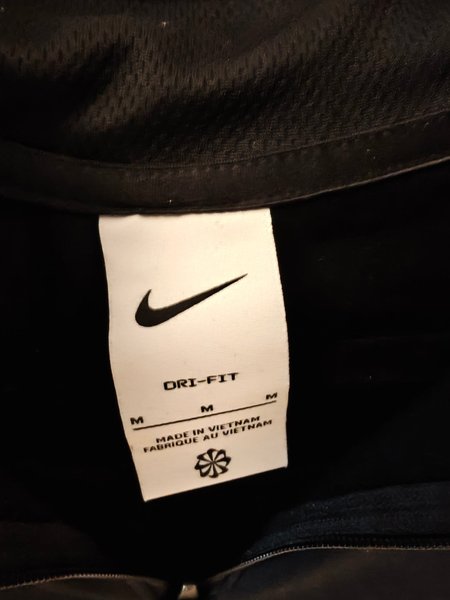 DRI-FIT
M M M
MADE IN VIETNAM
FABRIQUE AU VIETNAM